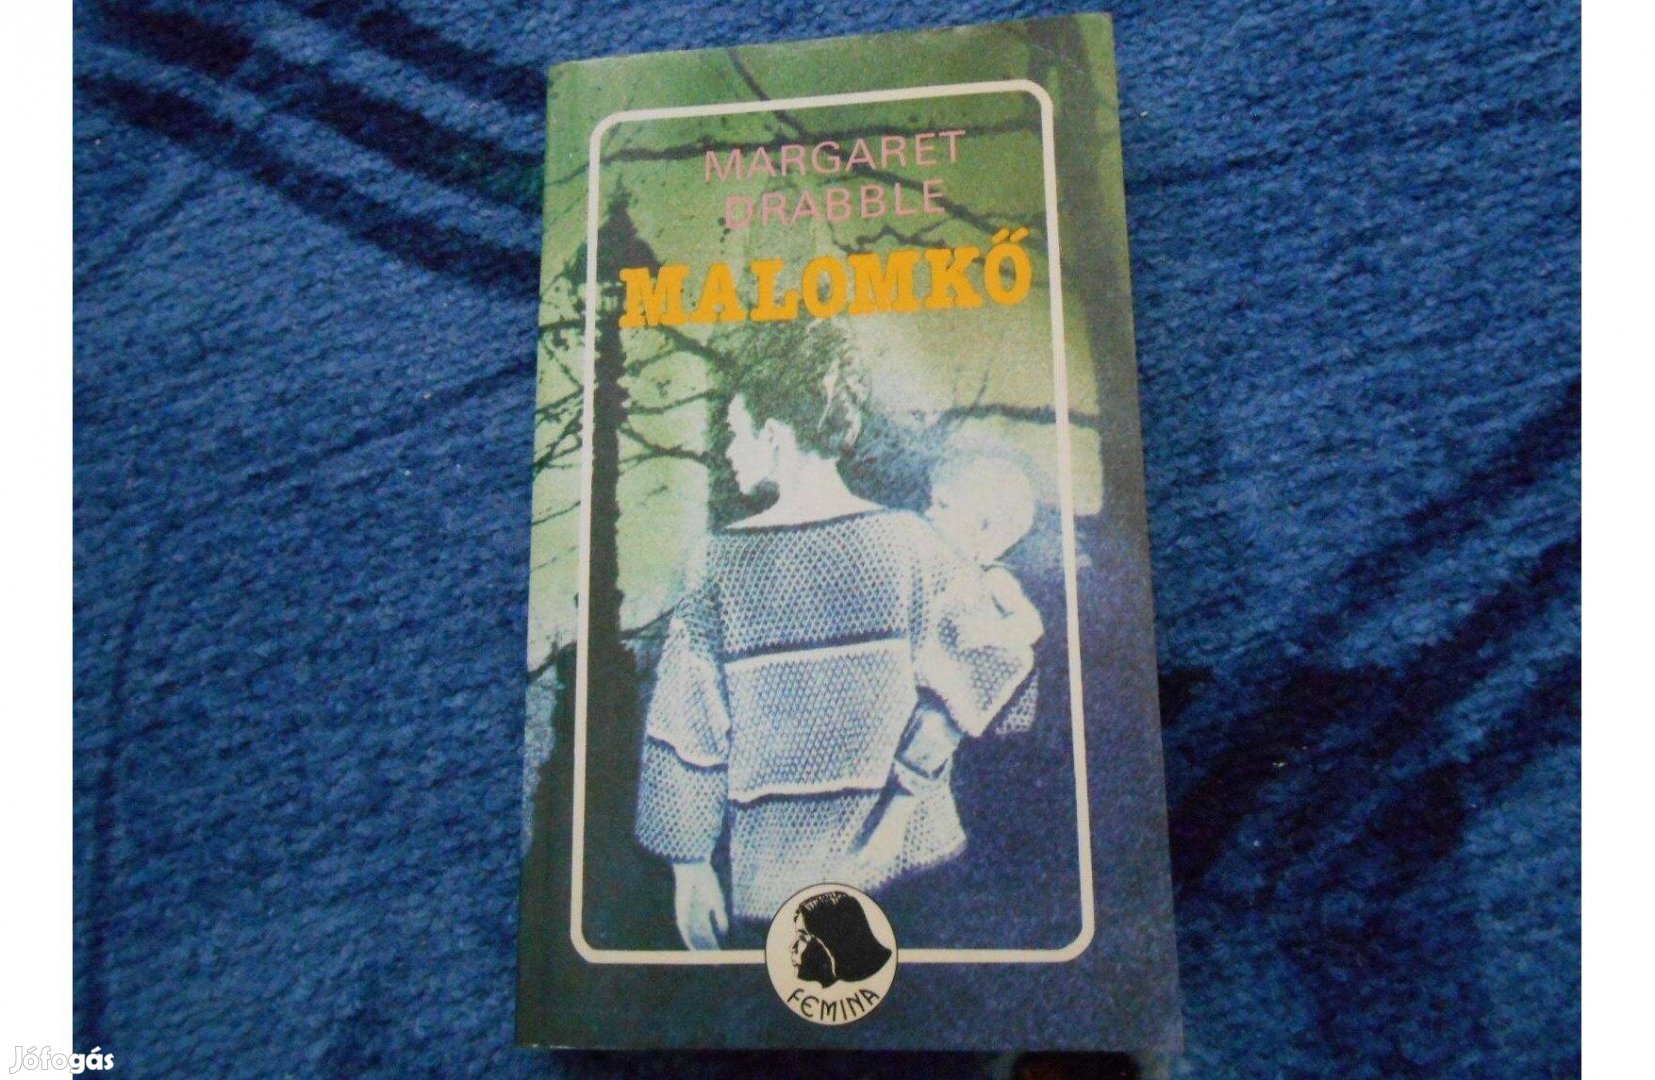 MARGARET
DRABBLE
MALOMKŐ
FEMINA
Jófogás